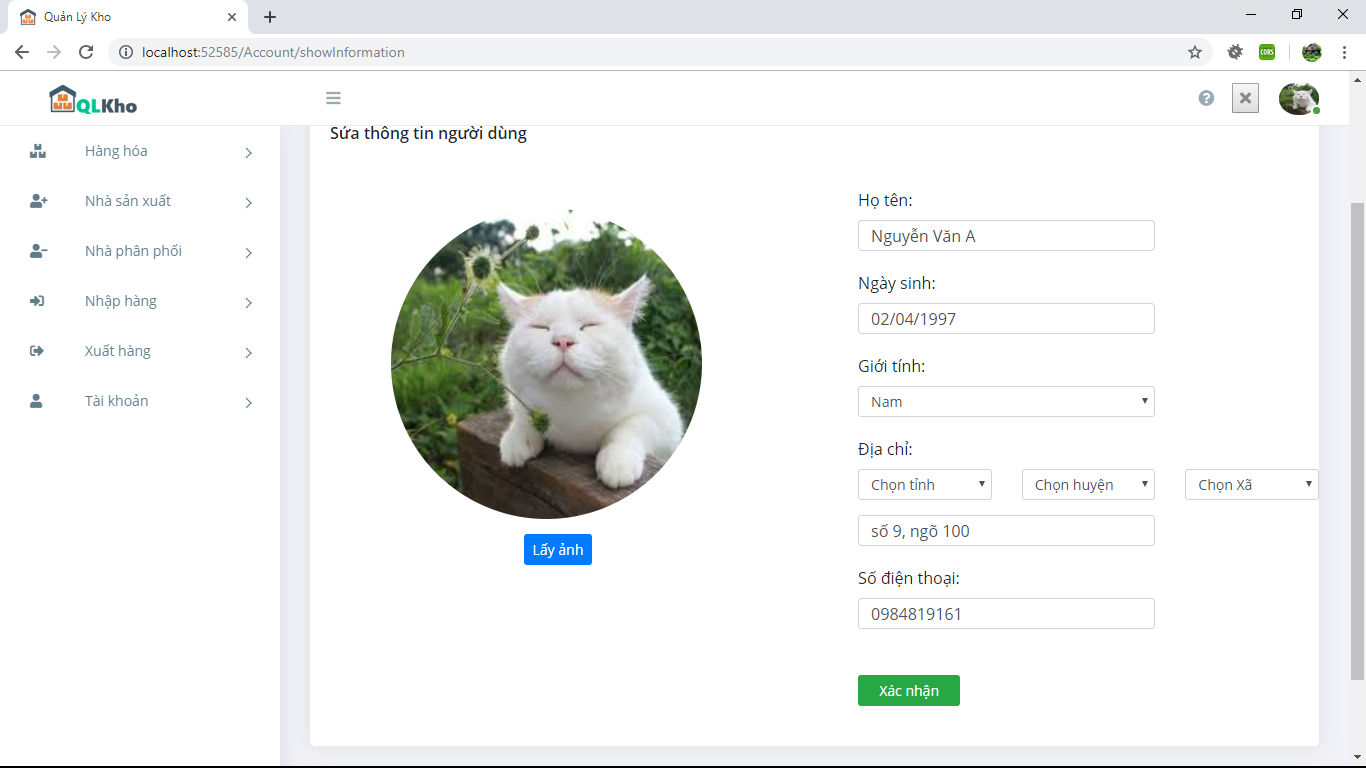 Quản Lý Kho
localhost:52585/Account/showInformation
CORS
QLKho
Hàng hóa
Nhà sản xuất
Nhà phân phối
Nhập hàng
Xuất hàng
Tài khoản
Sửa thông tin người dùng
Lấy ảnh
Họ tên:
Nguyễn Văn A
Ngày sinh:
02/04/1997
Giới tính:
Nam
Địa chỉ:
Chọn tỉnh Chọn huyện Chọn Xã
số 9, ngõ 100
Số điện thoại:
0984819161
Xác nhận